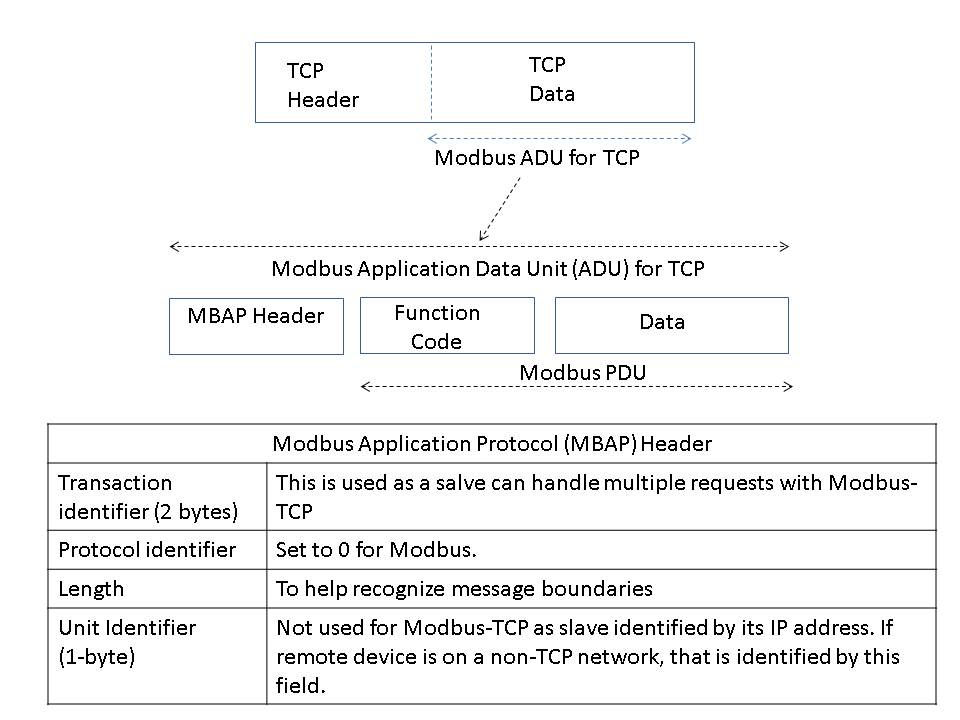 TCP
Header
TCP
Data
Modbus ADU for TCP
Modbus Application Data Unit (ADU) for TCP
MBAP Header
Function
Code
Data
Modbus PDU
Modbus Application Protocol (MBAP) Header
Transaction
identifier (2 bytes)
This is used as a salve can handle multiple requests with Modbus-
TCP
Protocol identifier
Set to 0 for Modbus.
Length
To help recognize message boundaries
Unit Identifier
(1-byte)
Not used for Modbus-TCP as slave identified by its IP address. If
remote device is on a non-TCP network, that is identified by this
field.